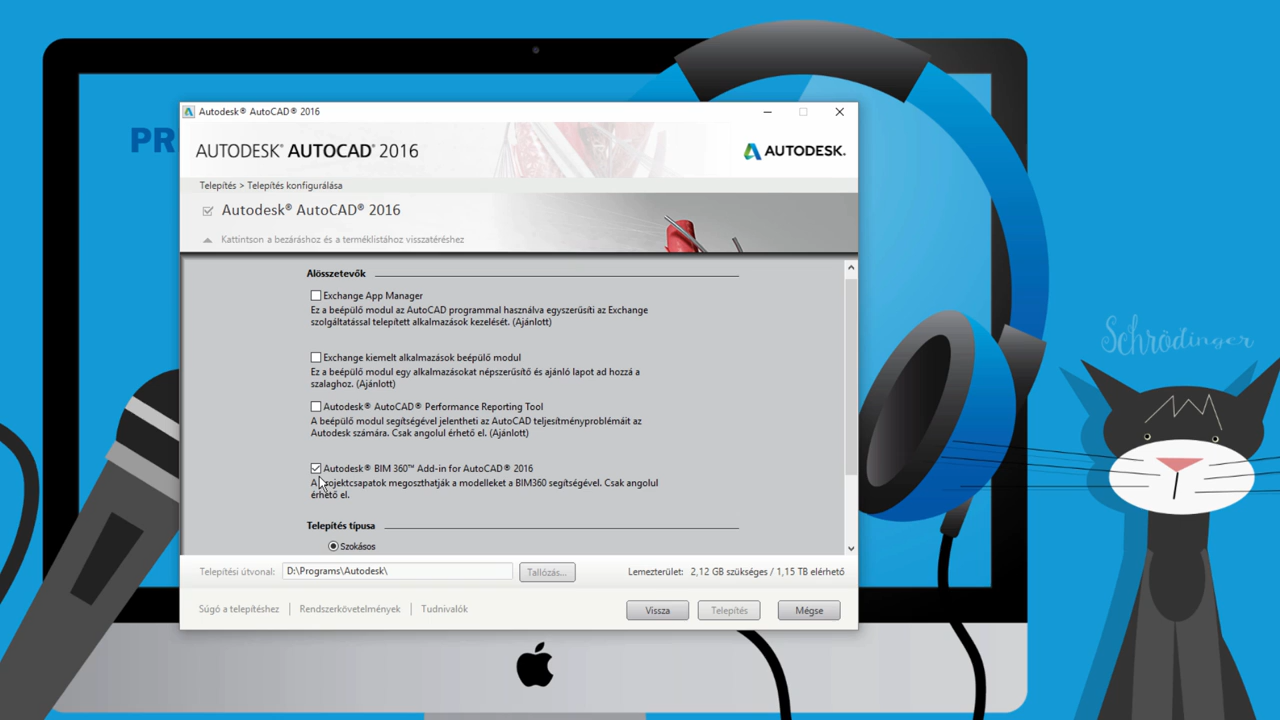 PR
Autodesk® AutoCAD® 2016
AUTODESK® AUTOCAD® 2016
AUTODESK.
Telepítés > Telepítés konfigurálása
Autodesk® AutoCAD® 2016
Kattintson a bezáráshoz és a terméklistához visszatéréshez
Alösszetevők
Exchange App Manager
Ez a beépülő modul az AutoCAD programmal használva egyszerűsíti az Exchange
szolgáltatással telepített alkalmazások kezelését. (Ajánlott)
Exchange kiemelt alkalmazások beépülő modul
Ez a beépülő modul egy alkalmazásokat népszerűsítő és ajánló lapot ad hozzá a
szalaghoz. (Ajánlott)
Autodesk® AutoCAD® Performance Reporting Tool
A beépülő modul segítségével jelentheti az AutoCAD teljesítményproblémáit az
Autodesk számára. Csak angolul érhető el. (Ajánlott)
Autodesk® BIM 360™ Add-in for AutoCAD® 2016
A projektcsapatok megoszthatják a modelleket a BIM360 segítségével. Csak angolul
érhető el.
Telepítés típusa
Szokásos
Telepítési útvonal: D:\Programs\Autodesk\ Tallózás... Lemezterület: 2,12 GB szükséges / 1,15 TB elérhető
Súgó a telepítéshez Rendszerkövetelmények Tudnivalók Vissza Telepítés Mégse
Schrödinger